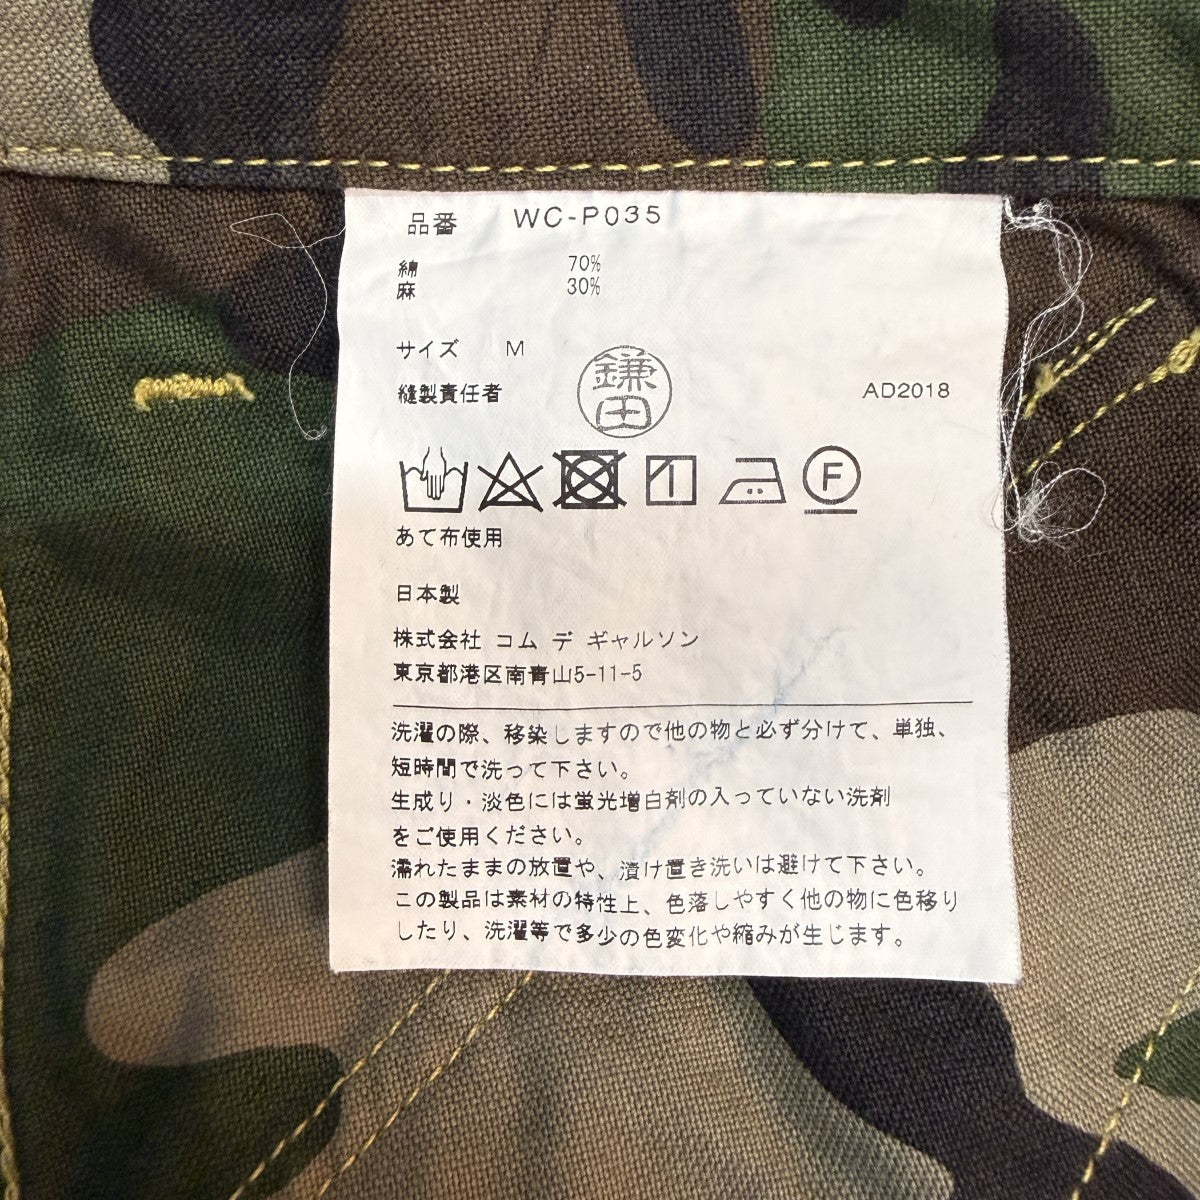 品番 WC-P035
綿 70%
麻 30%
サイズ M
縫製責任者 鎌田 AD2018
F
あて布使用
日本製
株式会社 コム デ ギャルソン
東京都港区南青山5-11-5
洗濯の際、移染しますので他の物と必ず分けて、単独、
短時間で洗って下さい。
生成り・淡色には蛍光増白剤の入っていない洗剤
をご使用ください。
濡れたままの放置や、漬け置き洗いは避けて下さい。
この製品は素材の特性上、色落しやすく他の物に色移り
したり、洗濯等で多少の色変化や縮みが生じます。